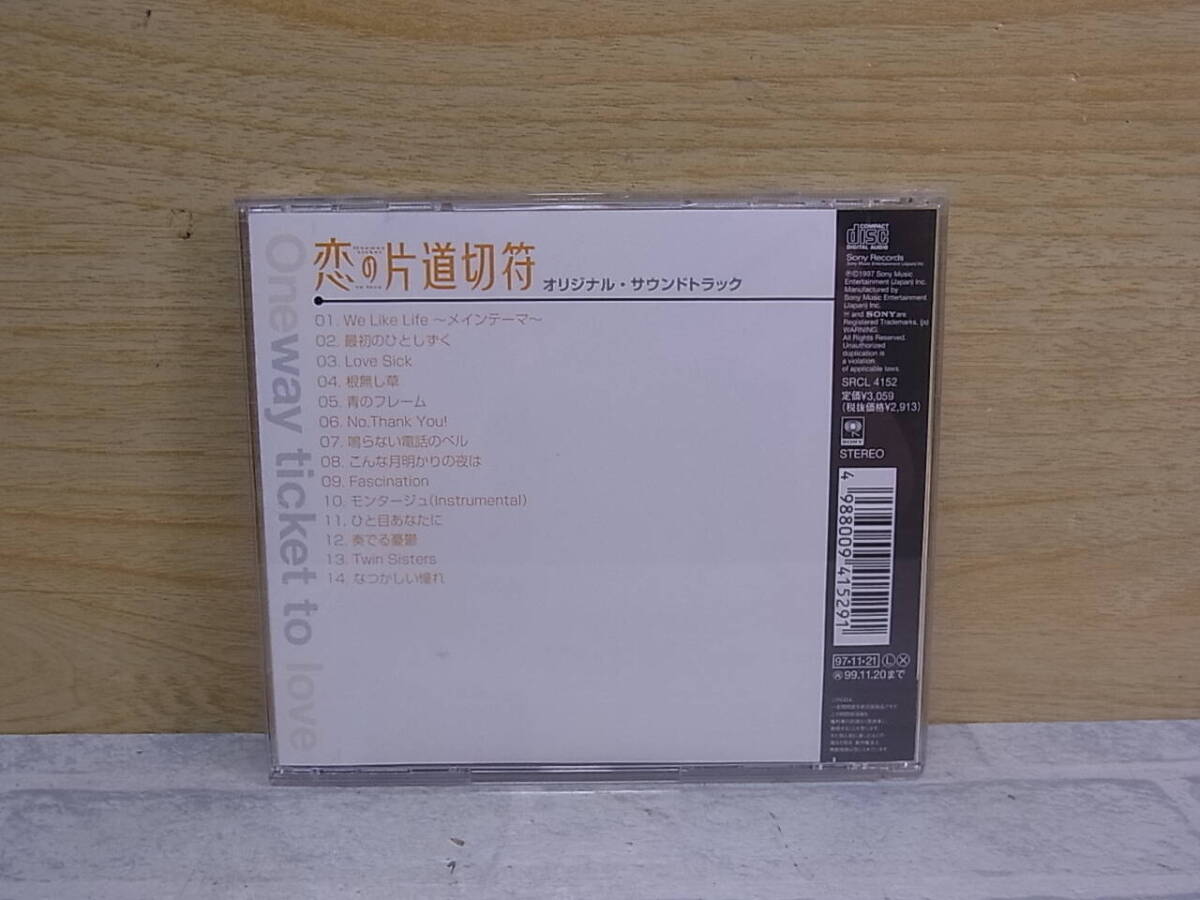 Oneway ticket to love
恋の片道切符
オリジナル・サウンドトラック
01. We Like Life ～メインテーマ～
02. 最初のひとしずく
03. Love Sick
04. 根無し草
05. 青のフレーム
06. No,Thank You!
07. 鳴らない電話のベル
08. こんな月明かりの夜は
09. Fascination
10. モンタージュ(Instrumental)
11. ひと目あなたに
12. 奏でる憂鬱
13. Twin Sisters
14. なつかしい憧れ
COMPACT
disc
DIGITAL AUDIO
Sony Records
Sony Music Entertainment (Japan) Inc.
℗©1997 Sony Music
Entertainment (Japan) Inc.
Manufactured by
Sony Music Entertainment
(Japan) Inc.
and SONY are
Registered Trademarks. (js)
WARNING:
All Rights Reserved.
Unauthorized
duplication is
a violation
of applicable laws.
SRCL 4152
定価¥3,059
(税抜価格¥2,913)
SONY
STEREO
4 988009 415291
97・11・21 Ⓛ Ⓧ
㋐99.11.20まで